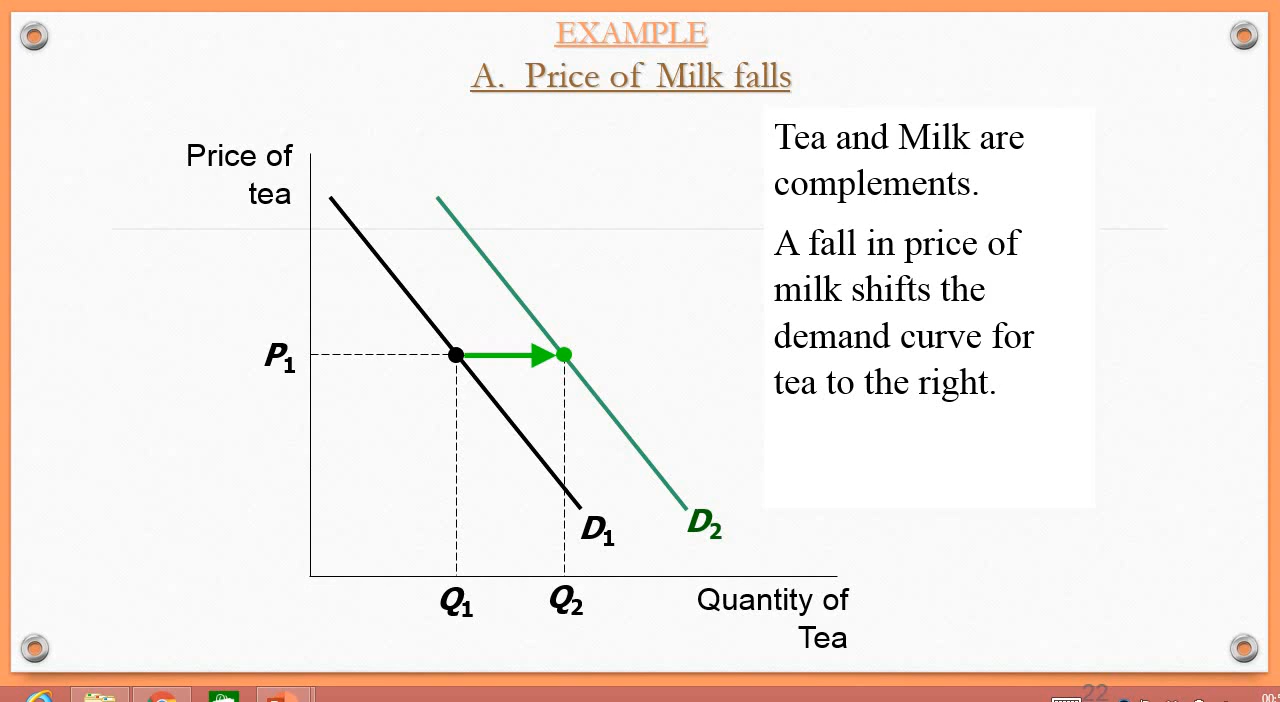 EXAMPLE
A. Price of Milk falls
Price of
tea
Tea and Milk are
complements.
A fall in price of
milk shifts the
demand curve for
tea to the right.
P1
D1
D2
Q1
Q2
Quantity of
Tea
22